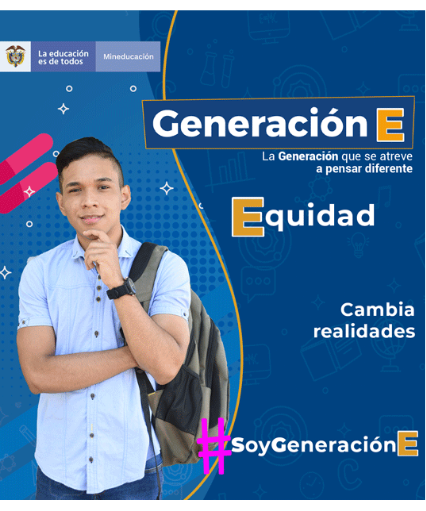 La educación
es de todos
Mineducación
Generación E
La Generación que se atreve
a pensar diferente
Equidad
Cambia
realidades
#SoyGeneraciónE